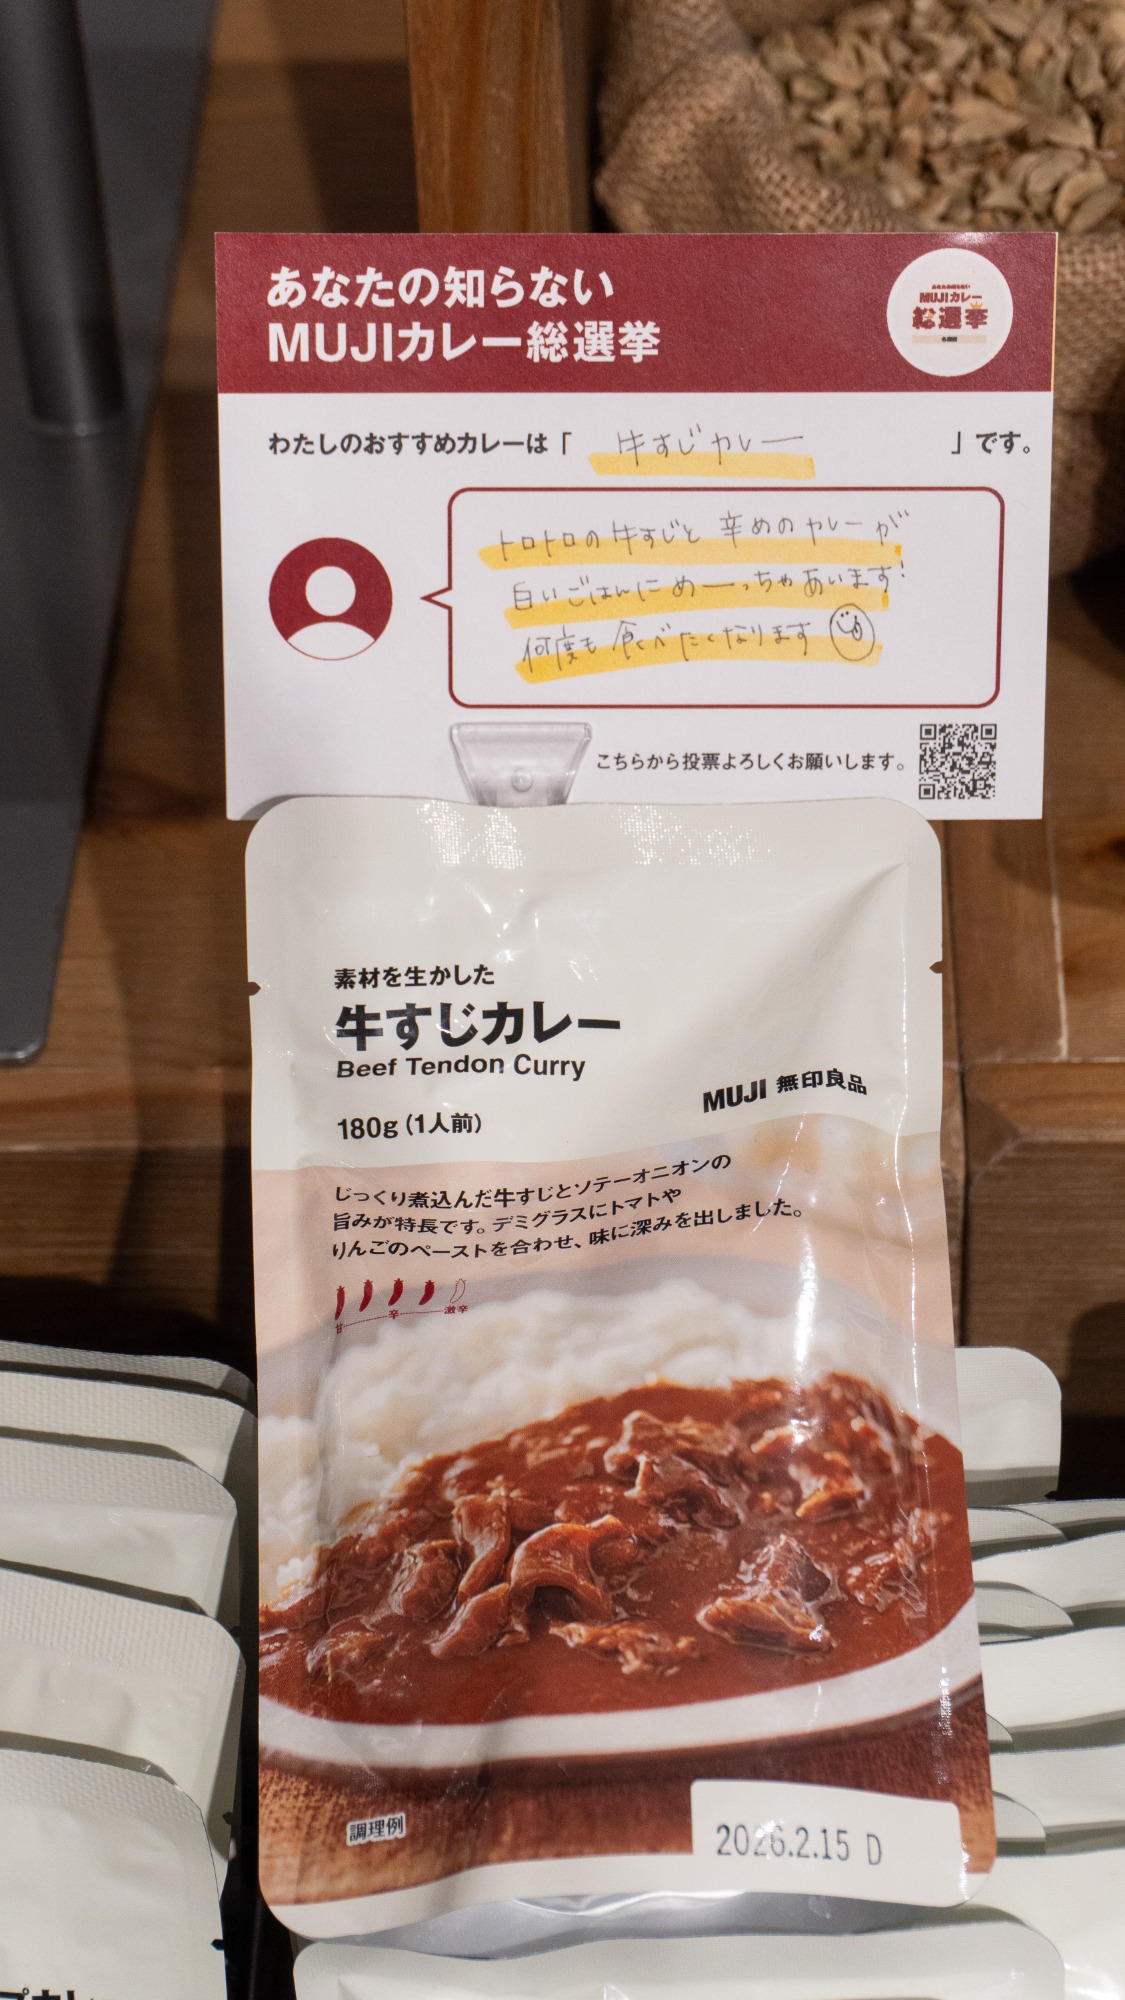 あなたの知らない
MUJIカレー総選挙
あなたの知らない
MUJIカレー
総選挙
わたしのおすすめカレーは「 牛すじカレー 」です。
トロトロの牛すじと辛めのカレーが
白いごはんにめーっちゃあいます!
何度も食べたくなります
こちらから投票よろしくお願いします。
素材を生かした
牛すじカレー
Beef Tendon Curry
180g(1人前)
MUJI 無印良品
じっくり煮込んだ牛すじとソテーオニオンの
旨みが特長です。デミグラスにトマトや
りんごのペーストを合わせ、味に深みを出しました。
甘 辛 激辛
調理例
2026.2.15 D